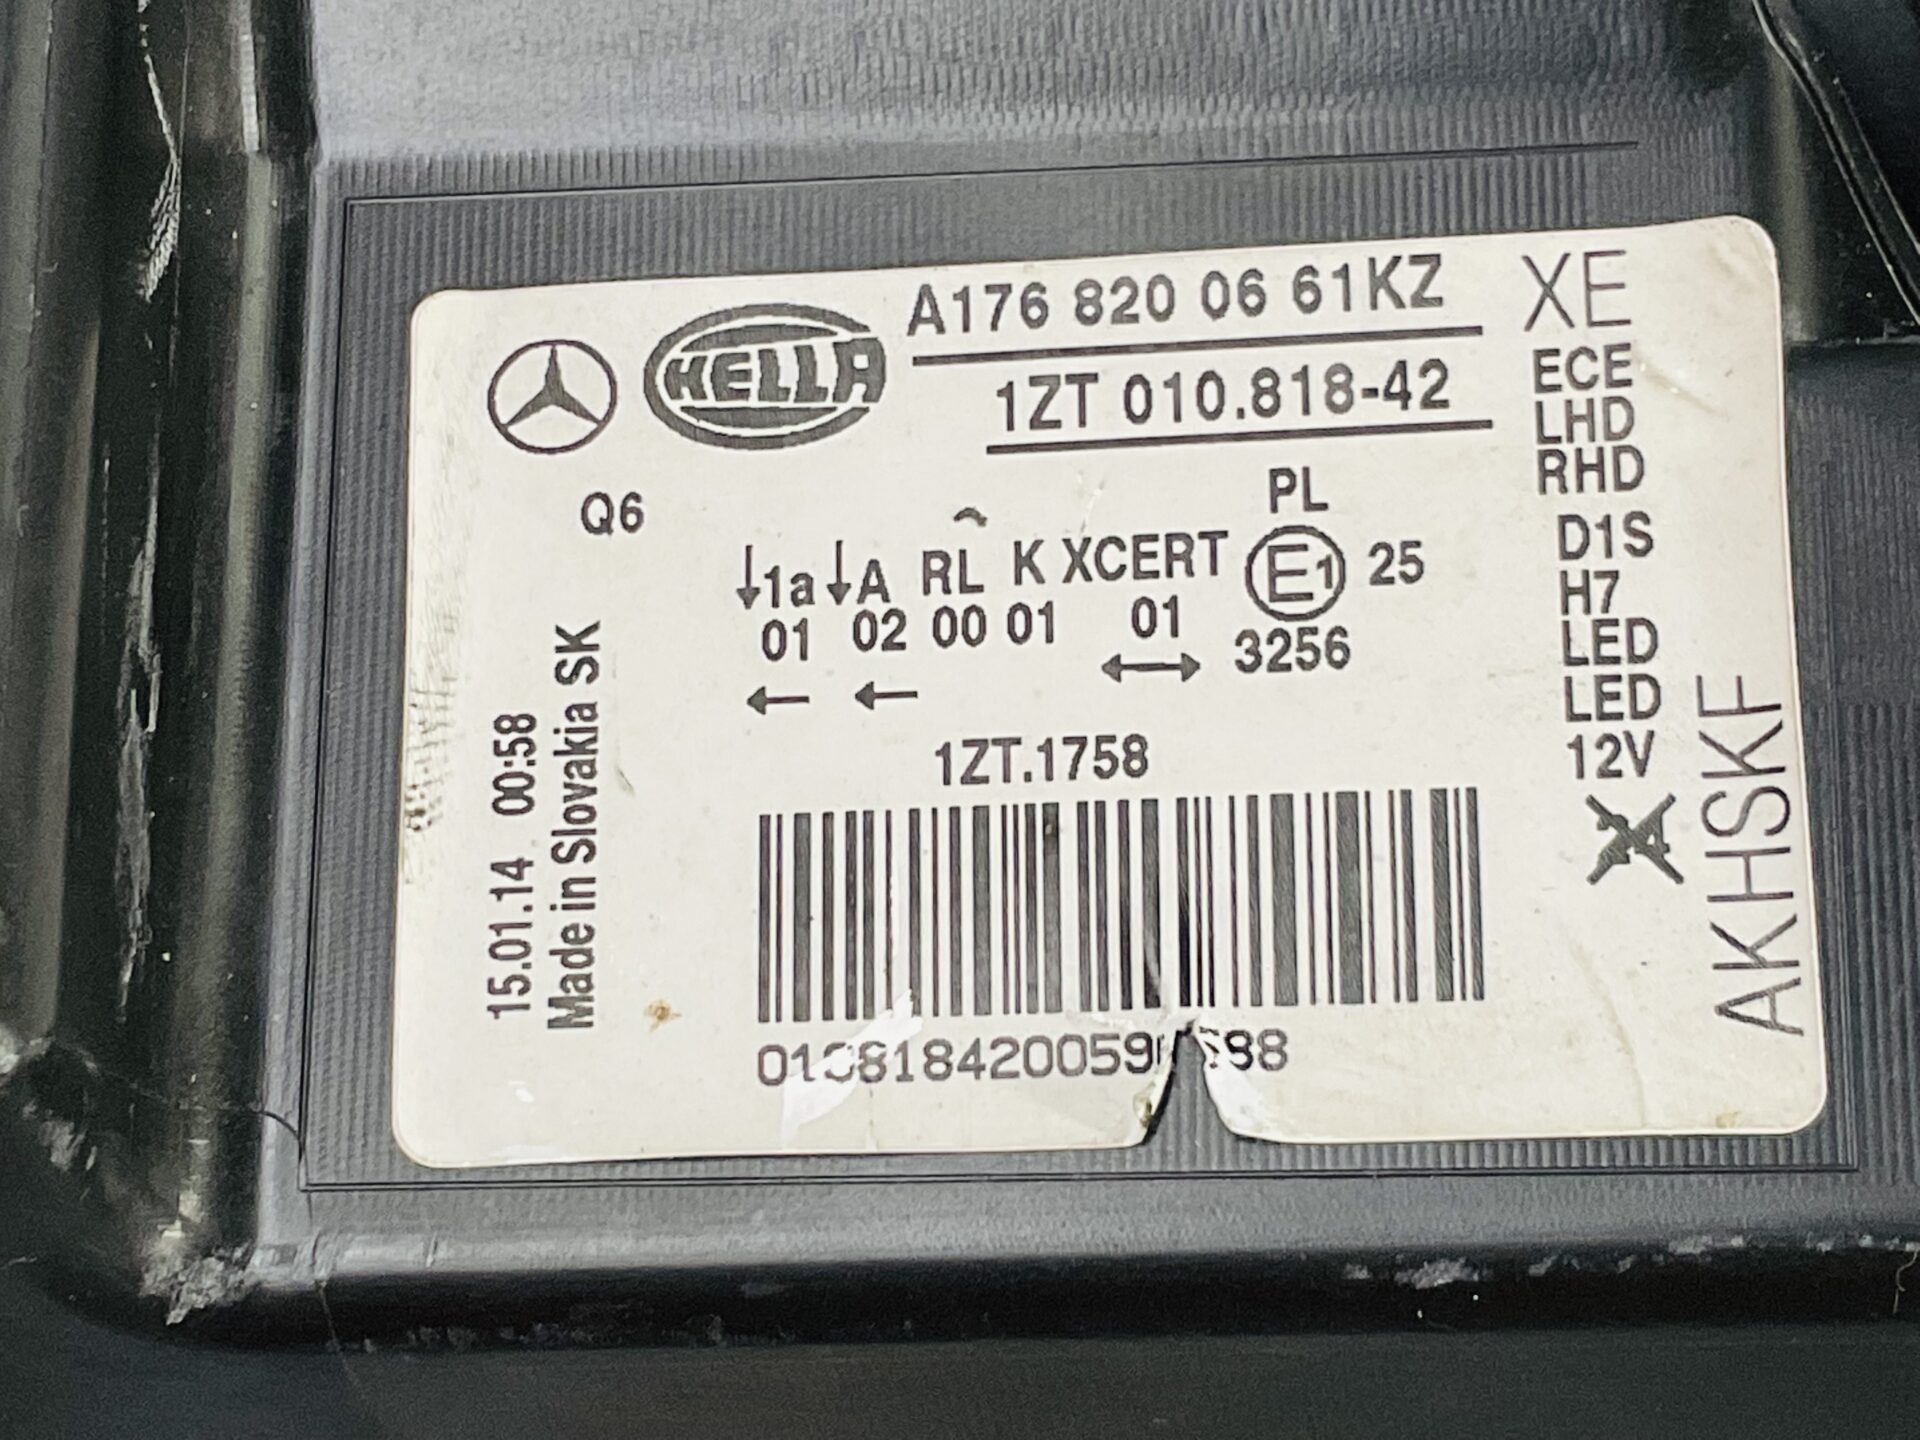 A176 820 06 61KZ
HELLA
1ZT 010.818-42
XE
ECE
LHD
RHD
D1S
H7
LED
LED
12V
AKHSKF
Q6
PL
1a A RL K XCERT E1 25
01 02 00 01 01 3256
1ZT.1758
15.01.14 00:58
Made in Slovakia SK